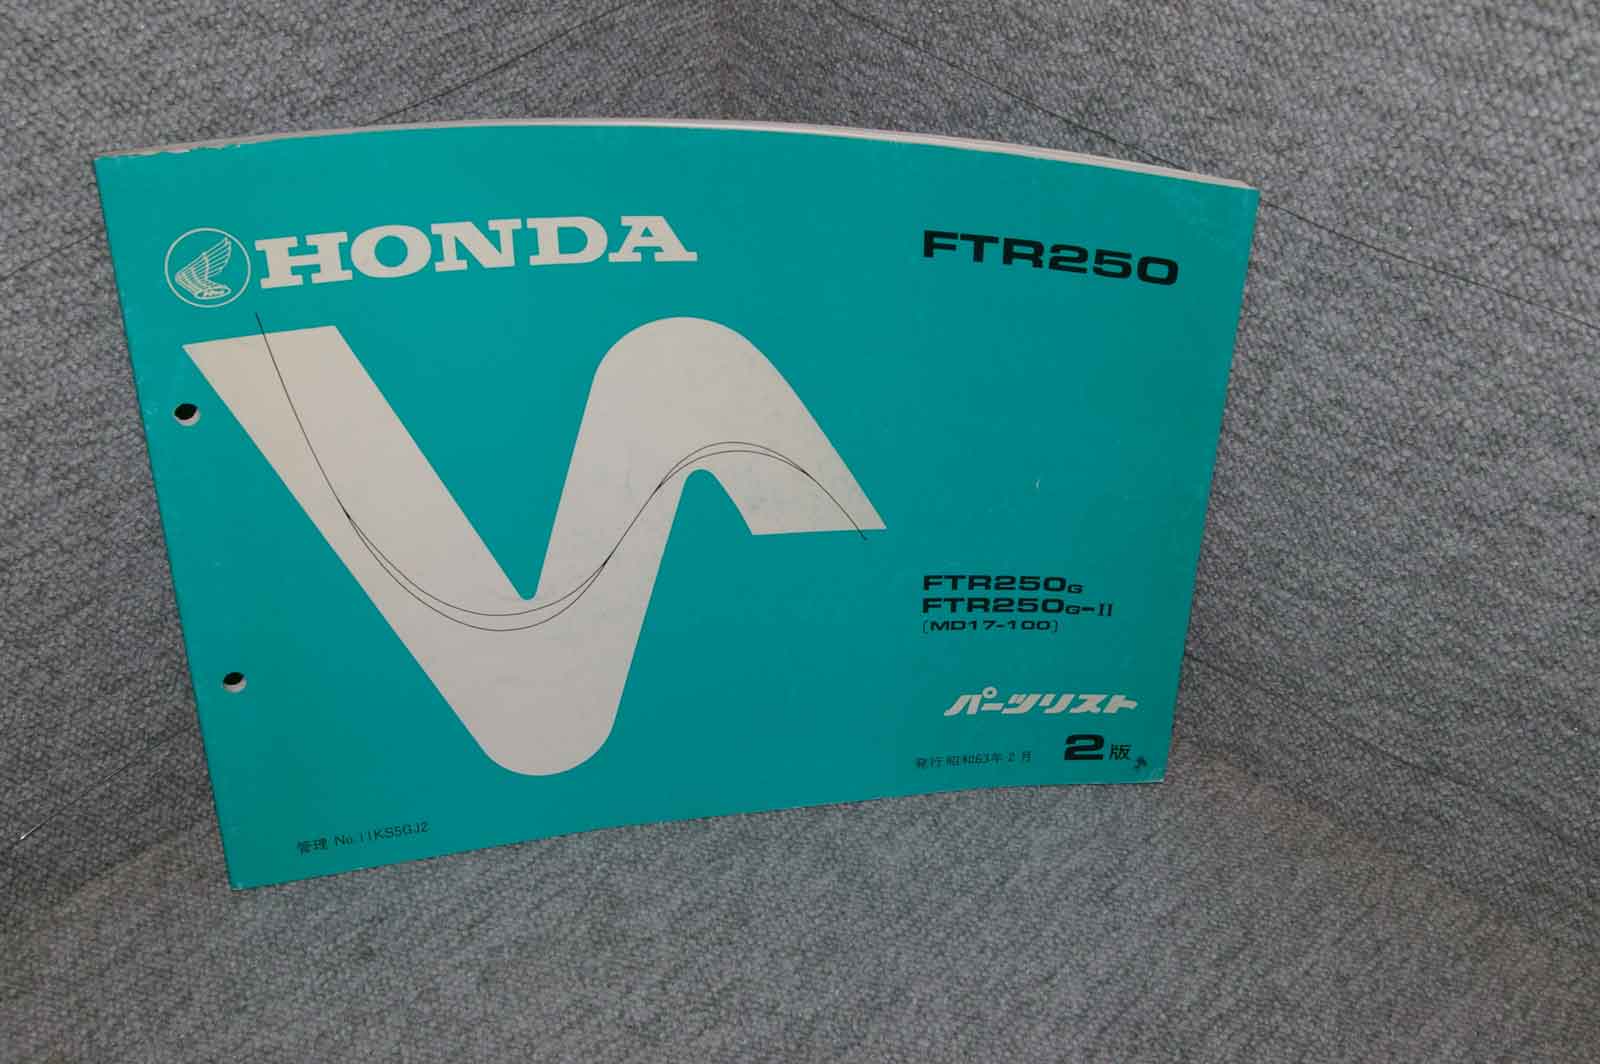 HONDA
FTR250
FTR250G
FTR250G-II
(MD17-100)
パーツリスト
発行 昭和63年2月
2版
管理 No.11KS5GJ2